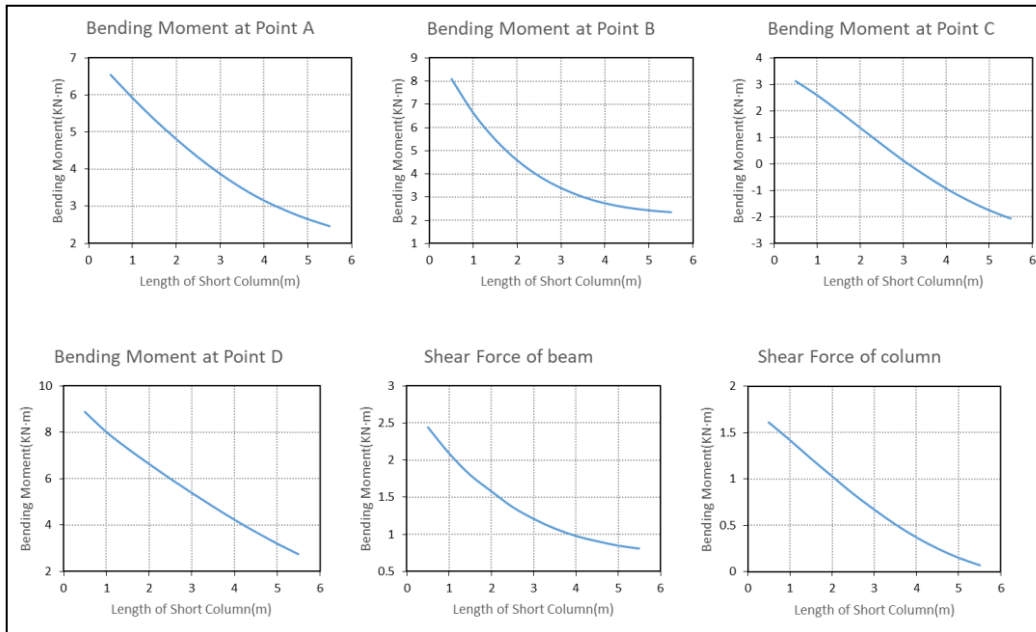 Bending Moment at Point A
Bending Moment(KN·m)
7
6
5
4
3
2
0 1 2 3 4 5 6
Length of Short Column(m)
Bending Moment at Point B
Bending Moment(KN·m)
9
8
7
6
5
4
3
2
1
0 1 2 3 4 5 6
Length of Short Column(m)
Bending Moment at Point C
Bending Moment(KN·m)
4
3
2
1
0
-1
-2
-3
0 1 2 3 4 5 6
Length of Short Column(m)
Bending Moment at Point D
Bending Moment(KN·m)
10
8
6
4
2
0 1 2 3 4 5 6
Length of Short Column(m)
Shear Force of beam
Bending Moment(KN·m)
3
2.5
2
1.5
1
0.5
0 1 2 3 4 5 6
Length of Short Column(m)
Shear Force of column
Bending Moment(KN·m)
2
1.5
1
0.5
0
0 1 2 3 4 5 6
Length of Short Column(m)